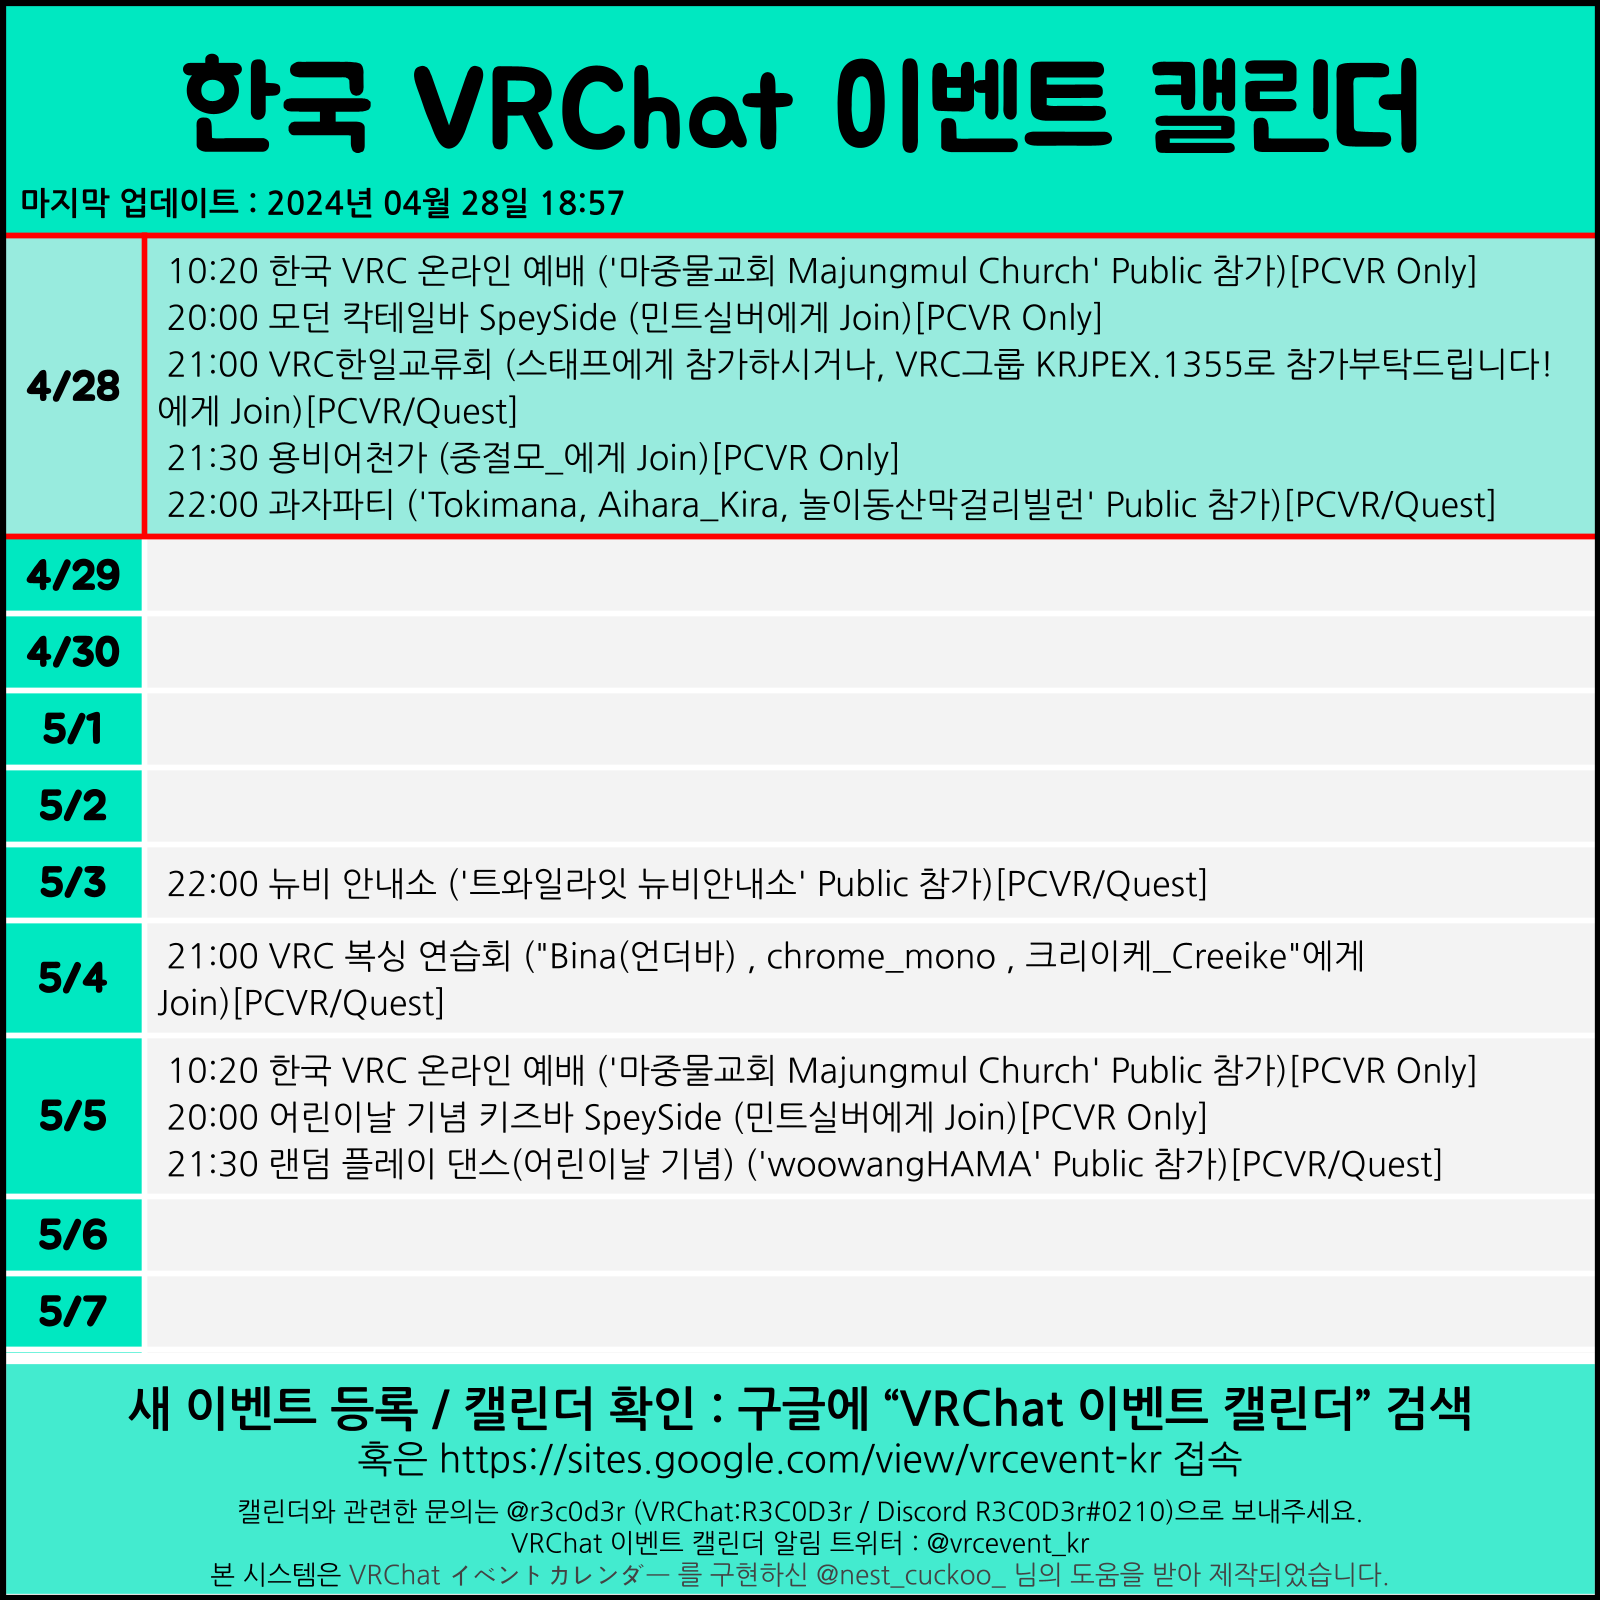 한국 VRChat 이벤트 캘린더
마지막 업데이트 : 2024년 04월 28일 18:57
4/28
10:20 한국 VRC 온라인 예배 ('마중물교회 Majungmul Church' Public 참가)[PCVR Only]
20:00 모던 칵테일바 SpeySide (민트실버에게 Join)[PCVR Only]
21:00 VRC한일교류회 (스태프에게 참가하시거나, VRC그룹 KRJPEX.1355로 참가부탁드립니다!
에게 Join)[PCVR/Quest]
21:30 용비어천가 (중절모_에게 Join)[PCVR Only]
22:00 과자파티 ('Tokimana, Aihara_Kira, 놀이동산막걸리빌런' Public 참가)[PCVR/Quest]
4/29
4/30
5/1
5/2
5/3
22:00 뉴비 안내소 ('트와일라잇 뉴비안내소' Public 참가)[PCVR/Quest]
5/4
21:00 VRC 복싱 연습회 ("Bina(언더바) , chrome_mono , 크리이케_Creeike"에게
Join)[PCVR/Quest]
5/5
10:20 한국 VRC 온라인 예배 ('마중물교회 Majungmul Church' Public 참가)[PCVR Only]
20:00 어린이날 기념 키즈바 SpeySide (민트실버에게 Join)[PCVR Only]
21:30 랜덤 플레이 댄스(어린이날 기념) ('woowangHAMA' Public 참가)[PCVR/Quest]
5/6
5/7
새 이벤트 등록 / 캘린더 확인 : 구글에 “VRChat 이벤트 캘린더” 검색
혹은 https://sites.google.com/view/vrcevent-kr 접속
캘린더와 관련한 문의는 @r3c0d3r (VRChat:R3C0D3r / Discord R3C0D3r#0210)으로 보내주세요.
VRChat 이벤트 캘린더 알림 트위터 : @vrcevent_kr
본 시스템은 VRChat イベントカレンダー 를 구현하신 @nest_cuckoo_ 님의 도움을 받아 제작되었습니다.